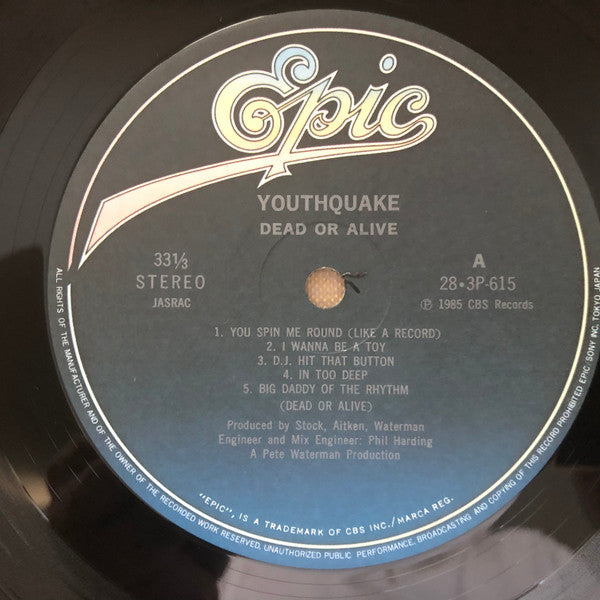 Epic
YOUTHQUAKE
DEAD OR ALIVE
33⅓
STEREO
JASRAC
A
28•3P-615
℗ 1985 CBS Records
1. YOU SPIN ME ROUND (LIKE A RECORD)
2. I WANNA BE A TOY
3. D.J. HIT THAT BUTTON
4. IN TOO DEEP
5. BIG DADDY OF THE RHYTHM
(DEAD OR ALIVE)
Produced by Stock, Aitken, Waterman
Engineer and Mix Engineer: Phil Harding
A Pete Waterman Production
"EPIC", IS A TRADEMARK OF CBS INC./MARCA REG.
ALL RIGHTS OF THE MANUFACTURER AND OF THE OWNER OF THE RECORDED WORK RESERVED. UNAUTHORIZED PUBLIC PERFORMANCE, BROADCASTING AND COPYING OF THIS RECORD PROHIBITED EPIC SONY INC. TOKYO JAPAN